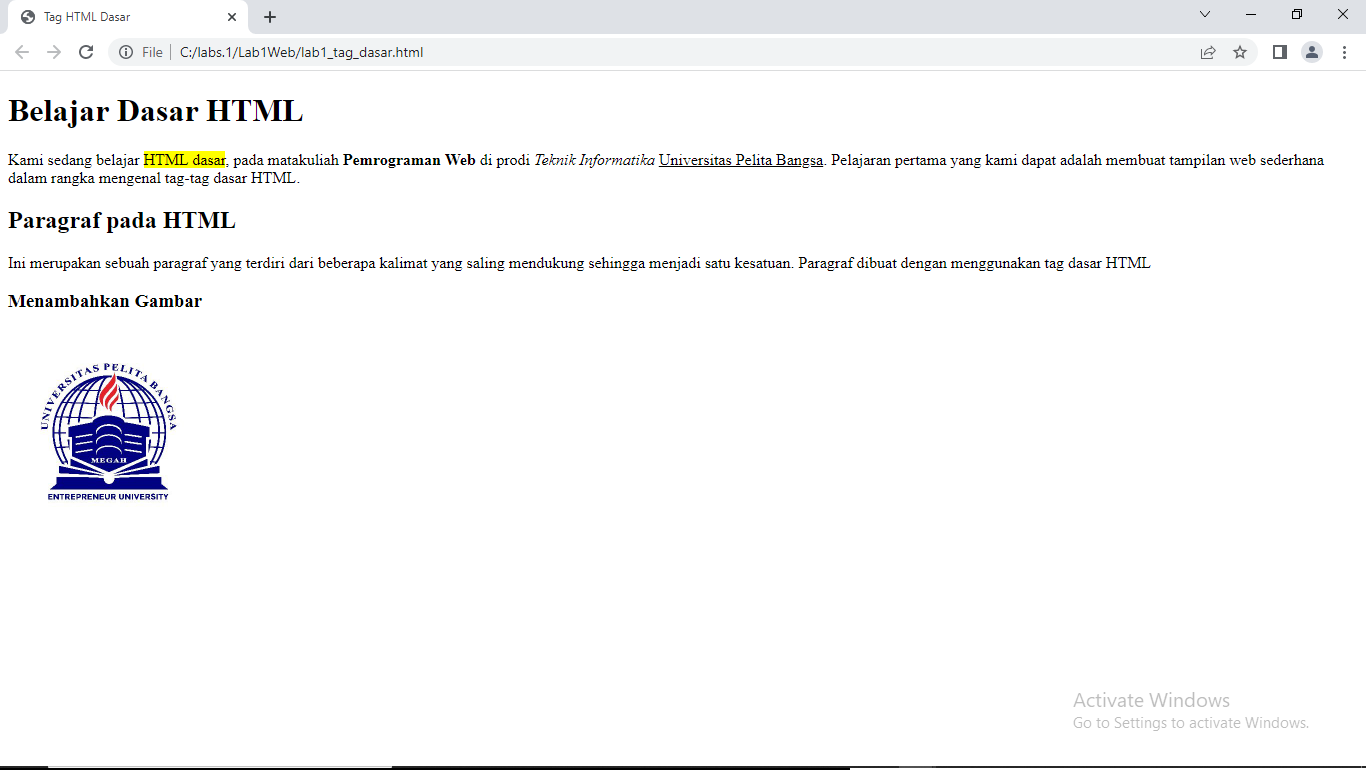 Tag HTML Dasar
File
C:/labs.1/Lab1Web/lab1_tag_dasar.html
Belajar Dasar HTML
Kami sedang belajar HTML dasar, pada matakuliah Pemrograman Web di prodi Teknik Informatika Universitas Pelita Bangsa. Pelajaran pertama yang kami dapat adalah membuat tampilan web sederhana
dalam rangka mengenal tag-tag dasar HTML.
Paragraf pada HTML
Ini merupakan sebuah paragraf yang terdiri dari beberapa kalimat yang saling mendukung sehingga menjadi satu kesatuan. Paragraf dibuat dengan menggunakan tag dasar HTML
Menambahkan Gambar
UNIVERSITAS PELITA BANGSA
MEGAH
ENTREPRENEUR UNIVERSITY
Activate Windows
Go to Settings to activate Windows.